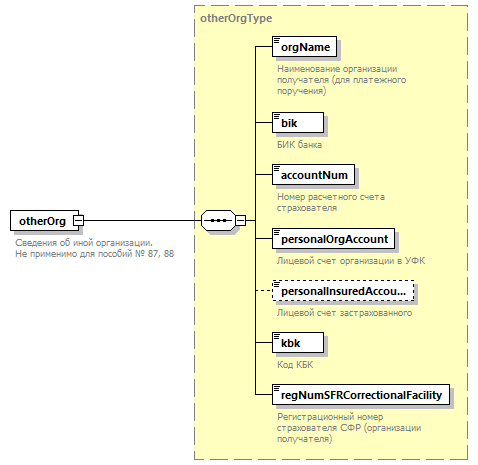 otherOrgType
orgName
Наименование организации
получателя (для платежного
поручения)
bik
БИК банка
accountNum
Номер расчетного счета
страхователя
otherOrg
Сведения об иной организации.
Не применимо для пособий № 87, 88
personalOrgAccount
Лицевой счет организации в УФК
personalInsuredAccou...
Лицевой счет застрахованного
kbk
Код КБК
regNumSFRCorrectionalFacility
Регистрационный номер
страхователя СФР (организации
получателя)